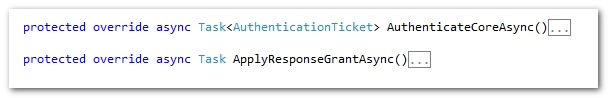 protected override async Task<AuthenticationTicket> AuthenticateCoreAsync()...
protected override async Task ApplyResponseGrantAsync()...